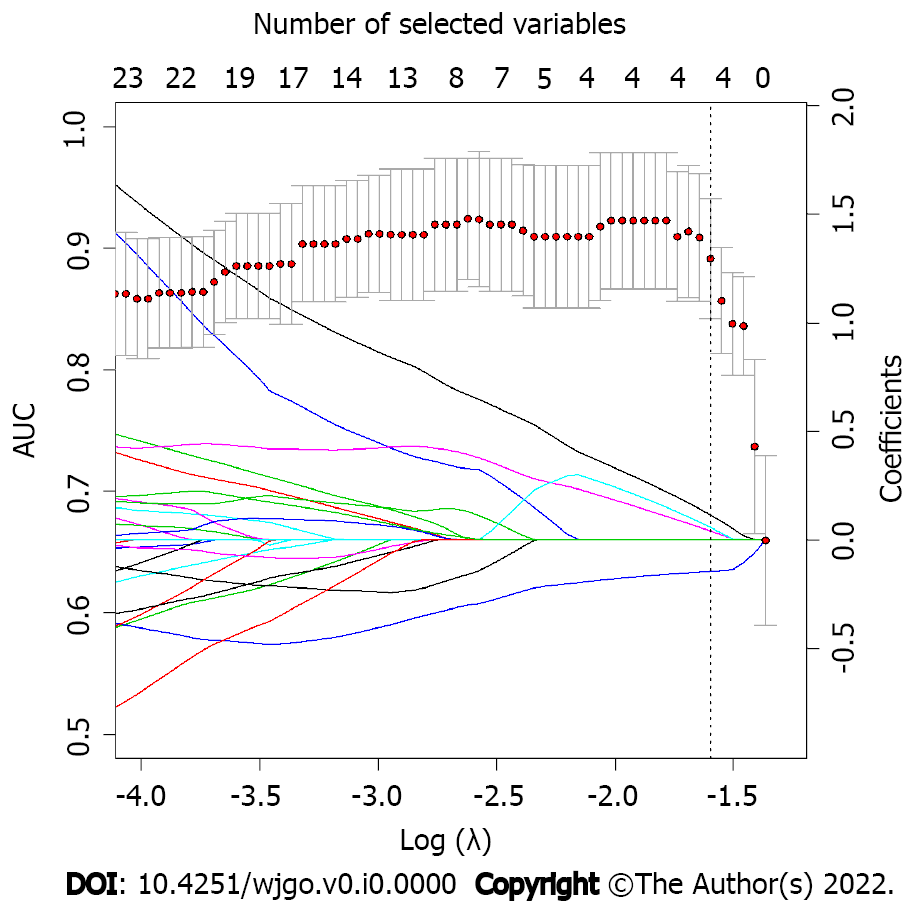 Number of selected variables
23 22 19 17 14 13 8 7 5 4 4 4 4 0
1.0
0.9
0.8
0.7
0.6
0.5
AUC
2.0
1.5
1.0
0.5
0.0
-0.5
Coefficients
-4.0 -3.5 -3.0 -2.5 -2.0 -1.5
Log (λ)
DOI: 10.4251/wjgo.v0.i0.0000 Copyright ©The Author(s) 2022.